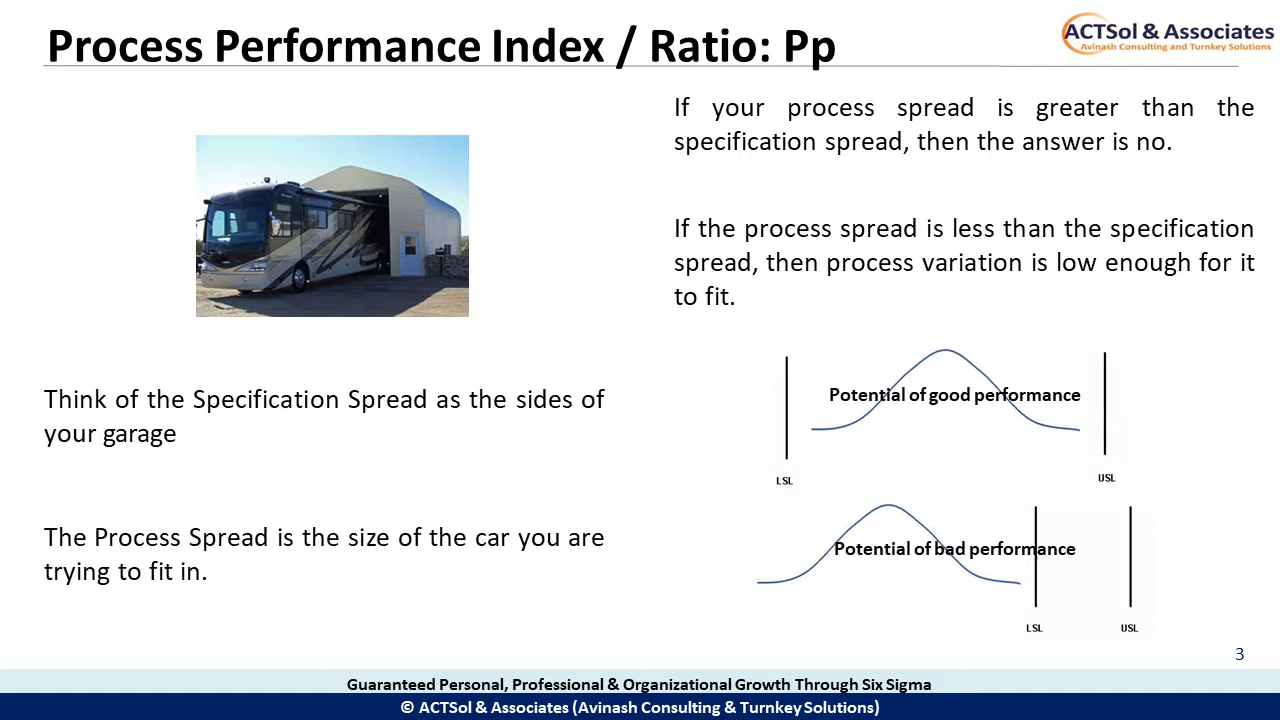 Process Performance Index / Ratio: Pp
ACTSol & Associates
Avinash Consulting and Turnkey Solutions
Think of the Specification Spread as the sides of
your garage
The Process Spread is the size of the car you are
trying to fit in.
If your process spread is greater than the
specification spread, then the answer is no.
If the process spread is less than the specification
spread, then process variation is low enough for it
to fit.
Potential of good performance
LSL
USL
Potential of bad performance
LSL
USL
3
Guaranteed Personal, Professional & Organizational Growth Through Six Sigma
© ACTSol & Associates (Avinash Consulting & Turnkey Solutions)